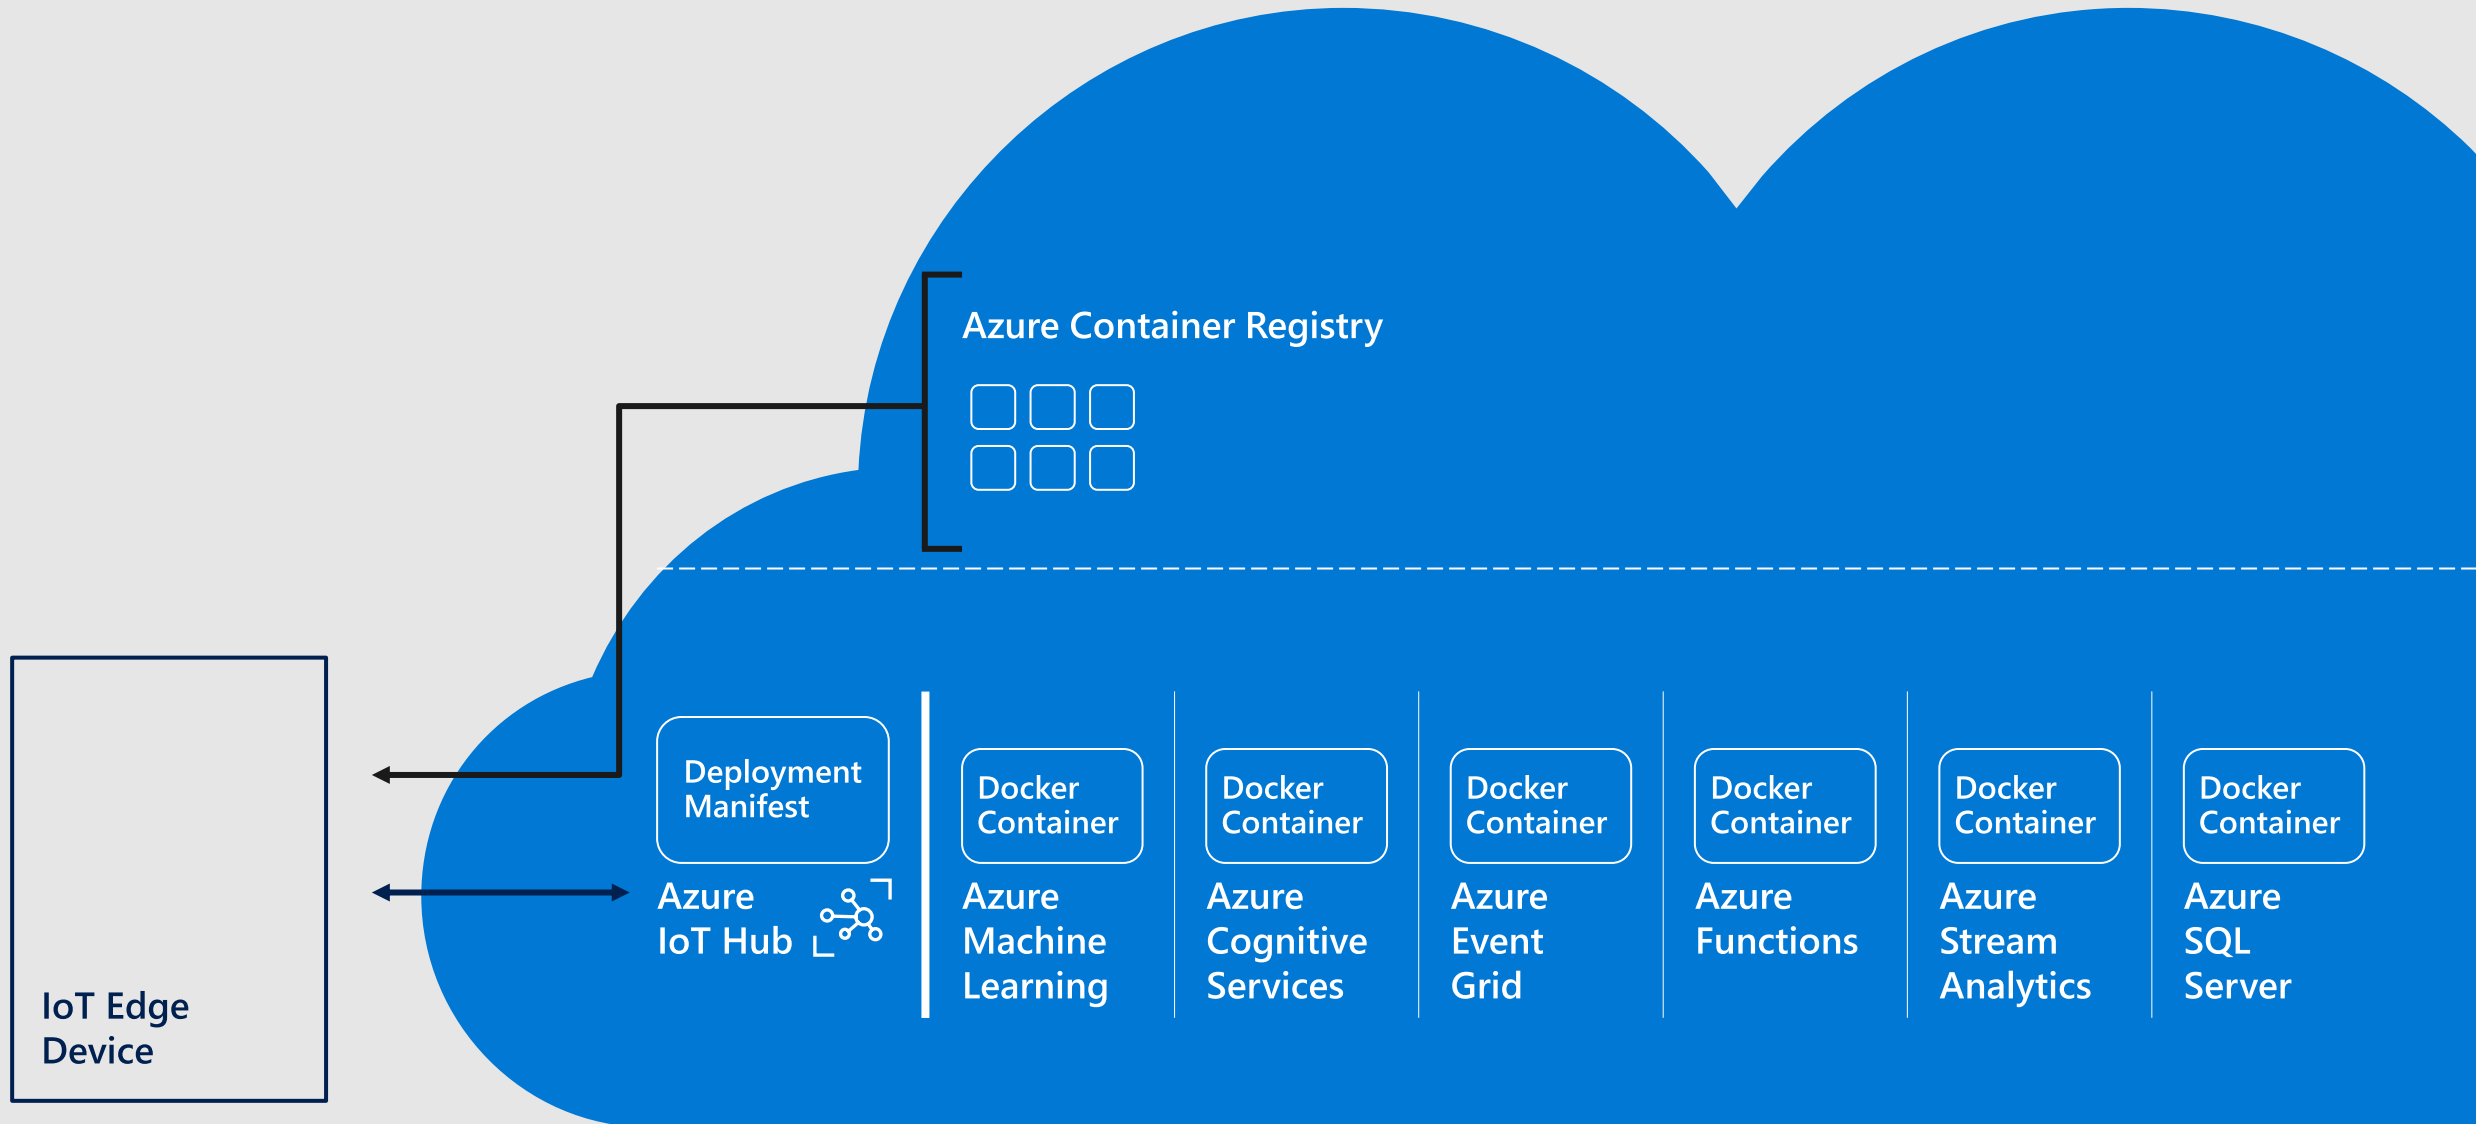 Azure Container Registry
Deployment
Manifest
Azure
IoT Hub
Docker
Container
Azure
Machine
Learning
Docker
Container
Azure
Cognitive
Services
Docker
Container
Azure
Event
Grid
Docker
Container
Azure
Functions
Docker
Container
Azure
Stream
Analytics
Docker
Container
Azure
SQL
Server
IoT Edge
Device